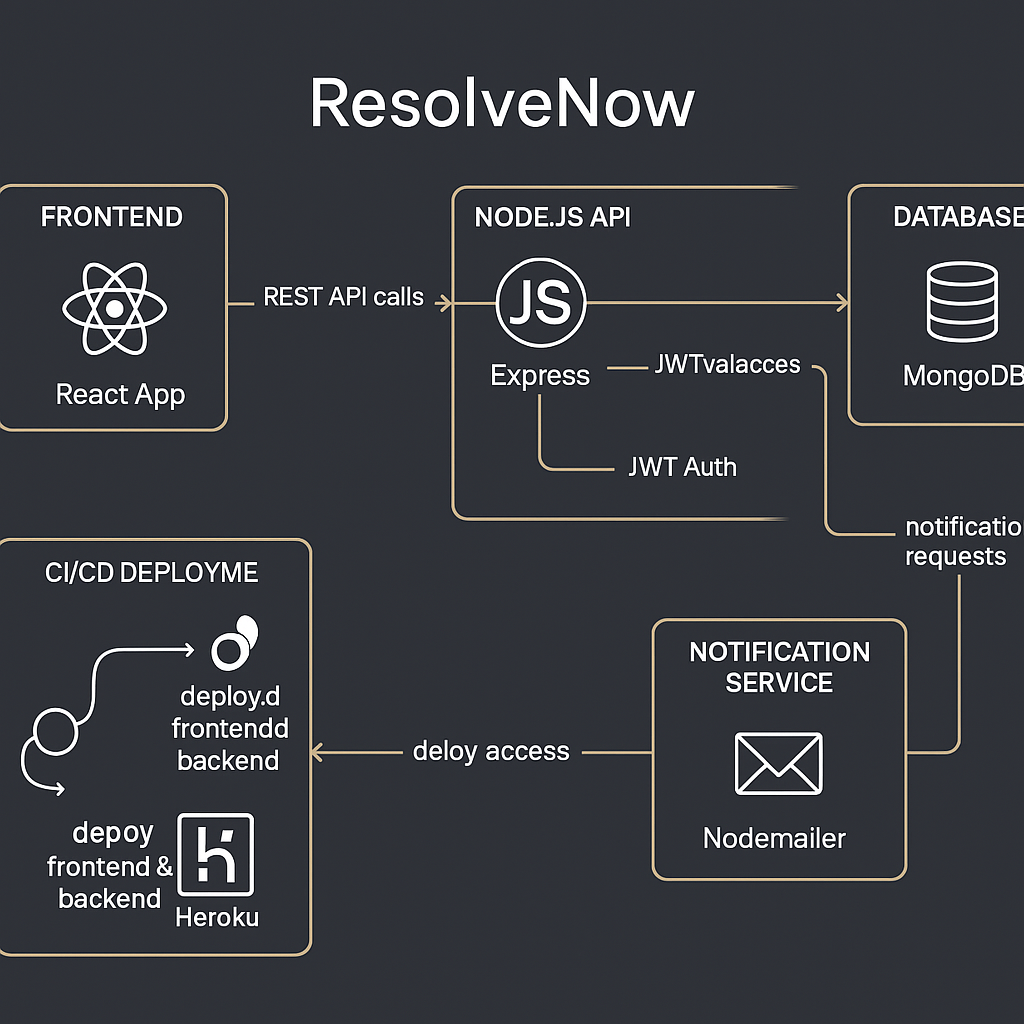 ResolveNow
FRONTEND
React App
REST API calls
NODE.JS API
JS
Express
JWTvalacces
JWT Auth
DATABASE
MongoDB
notificatio
requests
CI/CD DEPLOYME
deploy.d
frontendd
backend
depoy
frontend &
backend
Heroku
deloy access
NOTIFICATION
SERVICE
Nodemailer